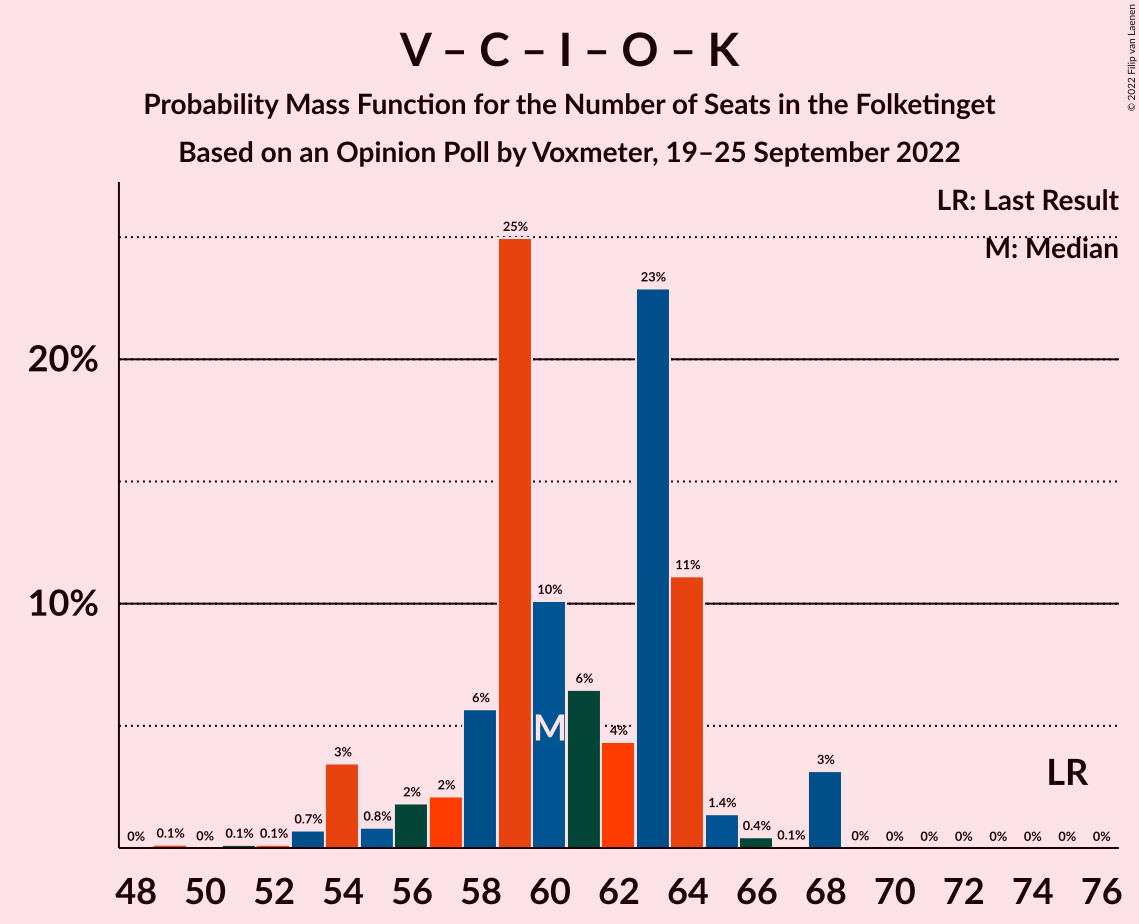 V – C – I – O – K
Probability Mass Function for the Number of Seats in the Folketinget
Based on an Opinion Poll by Voxmeter, 19–25 September 2022
© 2022 Filip van Laenen
LR: Last Result
M: Median
20%
10%
0% 0.1% 0% 0.1% 0.1% 0.7% 3% 0.8% 2% 2% 6% 25% 10% 6% 4% 23% 11% 1.4% 0.4% 0.1% 3% 0% 0% 0% 0% 0% 0% 0% 0%
M
LR
48 50 52 54 56 58 60 62 64 66 68 70 72 74 76